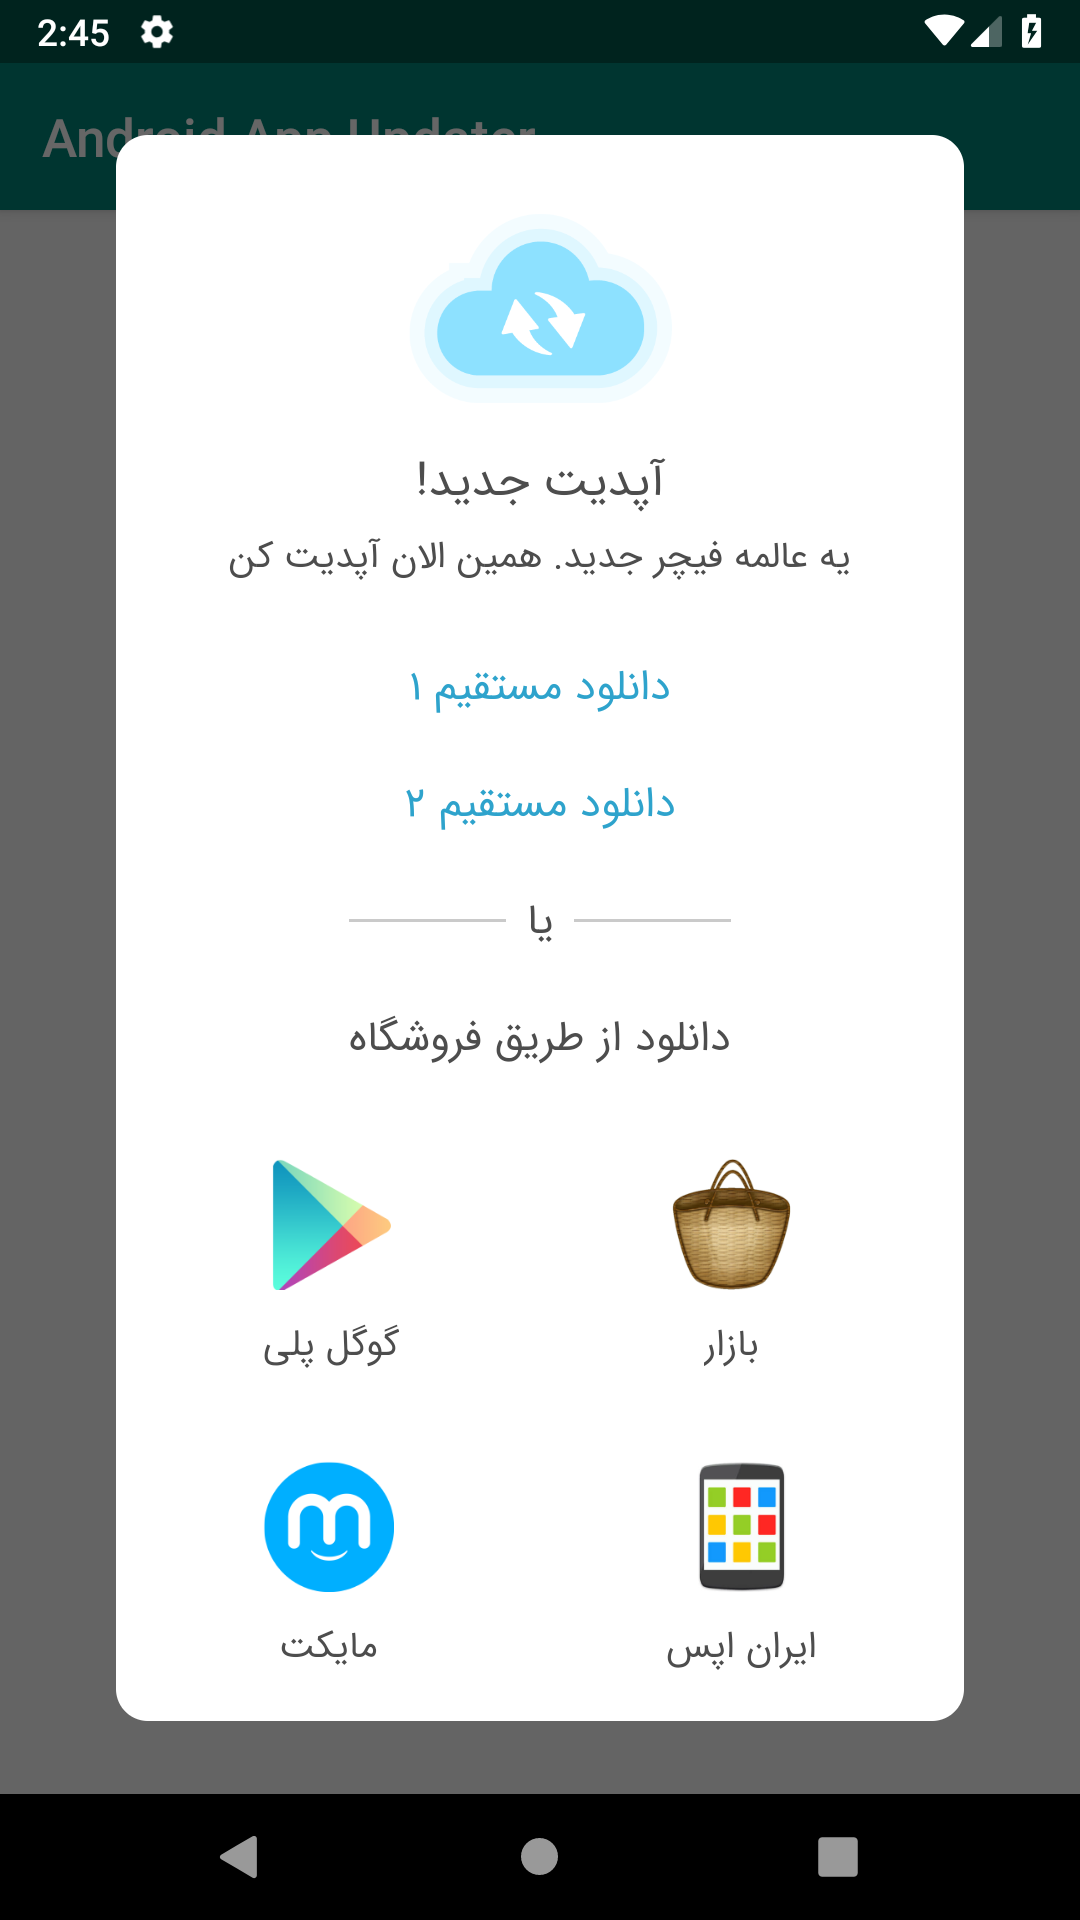 2:45
Android App Updater
آپدیت جدید!
یه عالمه فیچر جدید. همین الان آپدیت کن
دانلود مستقیم ۱
دانلود مستقیم ۲
یا
دانلود از طریق فروشگاه
بازار
گوگل پلی
ایران اپس
مایکت